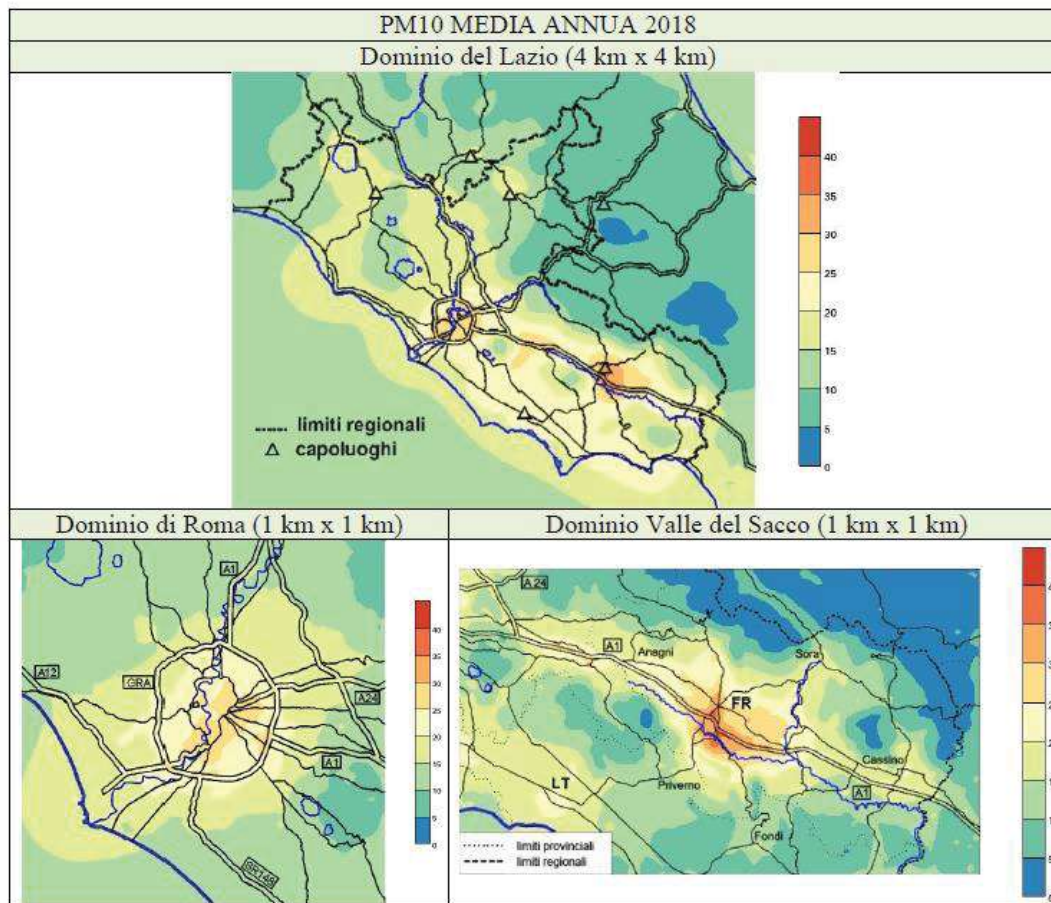 PM10 MEDIA ANNUA 2018
Dominio del Lazio (4 km x 4 km)
40
35
30
25
20
15
10
5
0
limiti regionali
capoluoghi
Dominio di Roma (1 km x 1 km)
Dominio Valle del Sacco (1 km x 1 km)
A1
A12
GRA
A24
A1
SR148
40
35
30
25
20
15
10
5
0
A 24
A1
Anagni
Sora
FR
Cassino
LT
Priverno
A1
Fondi
limiti provinciali
limiti regionali